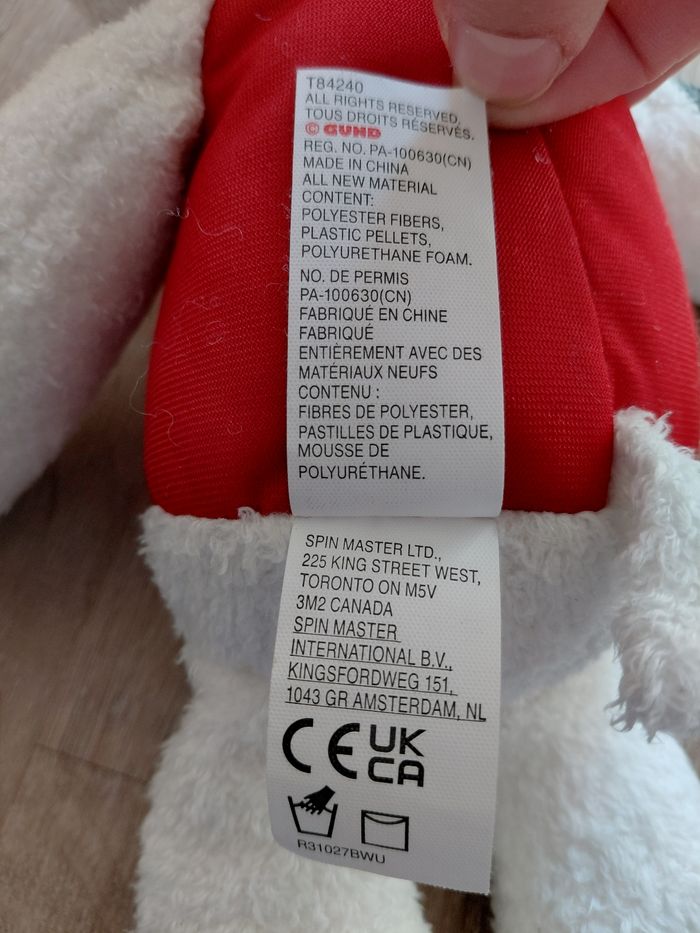 T84240
ALL RIGHTS RESERVED.
TOUS DROITS RÉSERVÉS.
© GUND
REG. NO. PA-100630(CN)
MADE IN CHINA
ALL NEW MATERIAL
CONTENT:
POLYESTER FIBERS,
PLASTIC PELLETS,
POLYURETHANE FOAM.
NO. DE PERMIS
PA-100630(CN)
FABRIQUÉ EN CHINE
FABRIQUÉ
ENTIÈREMENT AVEC DES
MATÉRIAUX NEUFS
CONTENU :
FIBRES DE POLYESTER,
PASTILLES DE PLASTIQUE,
MOUSSE DE
POLYURÉTHANE.
SPIN MASTER LTD.,
225 KING STREET WEST,
TORONTO ON M5V
3M2 CANADA
SPIN MASTER
INTERNATIONAL B.V.,
KINGSFORDWEG 151,
1043 GR AMSTERDAM, NL
CE UK
CA
R31027BWU